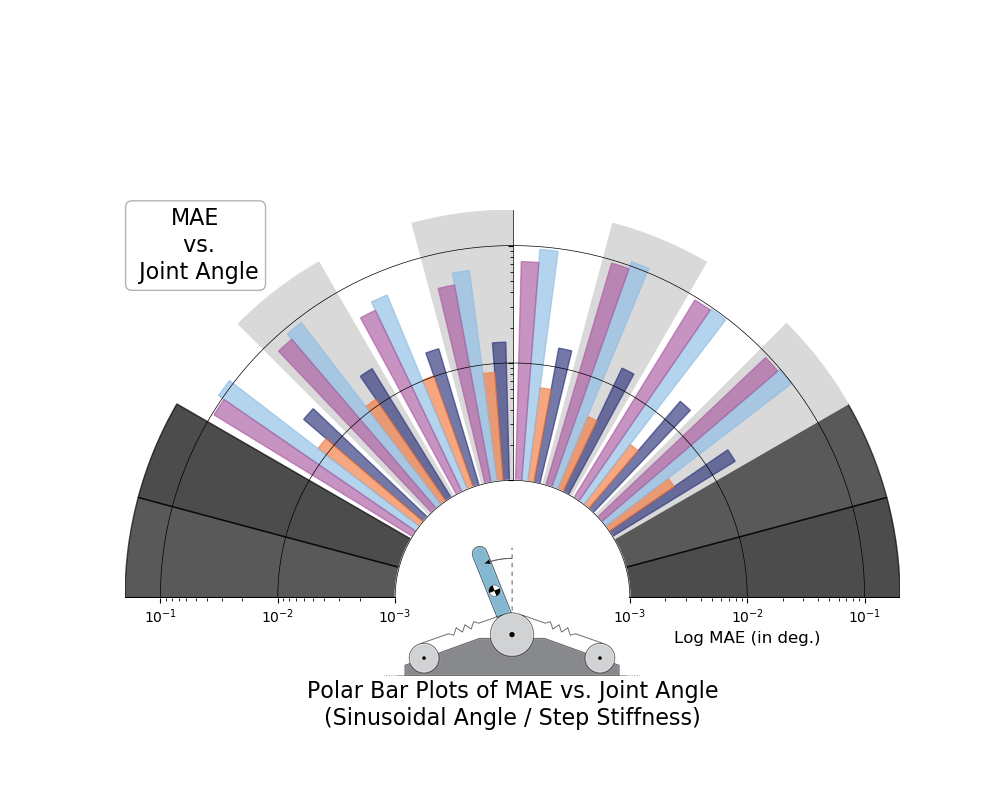 MAE
vs.
Joint Angle
10⁻¹ 10⁻² 10⁻³ 10⁻³ 10⁻² 10⁻¹
Log MAE (in deg.)
Polar Bar Plots of MAE vs. Joint Angle
(Sinusoidal Angle / Step Stiffness)